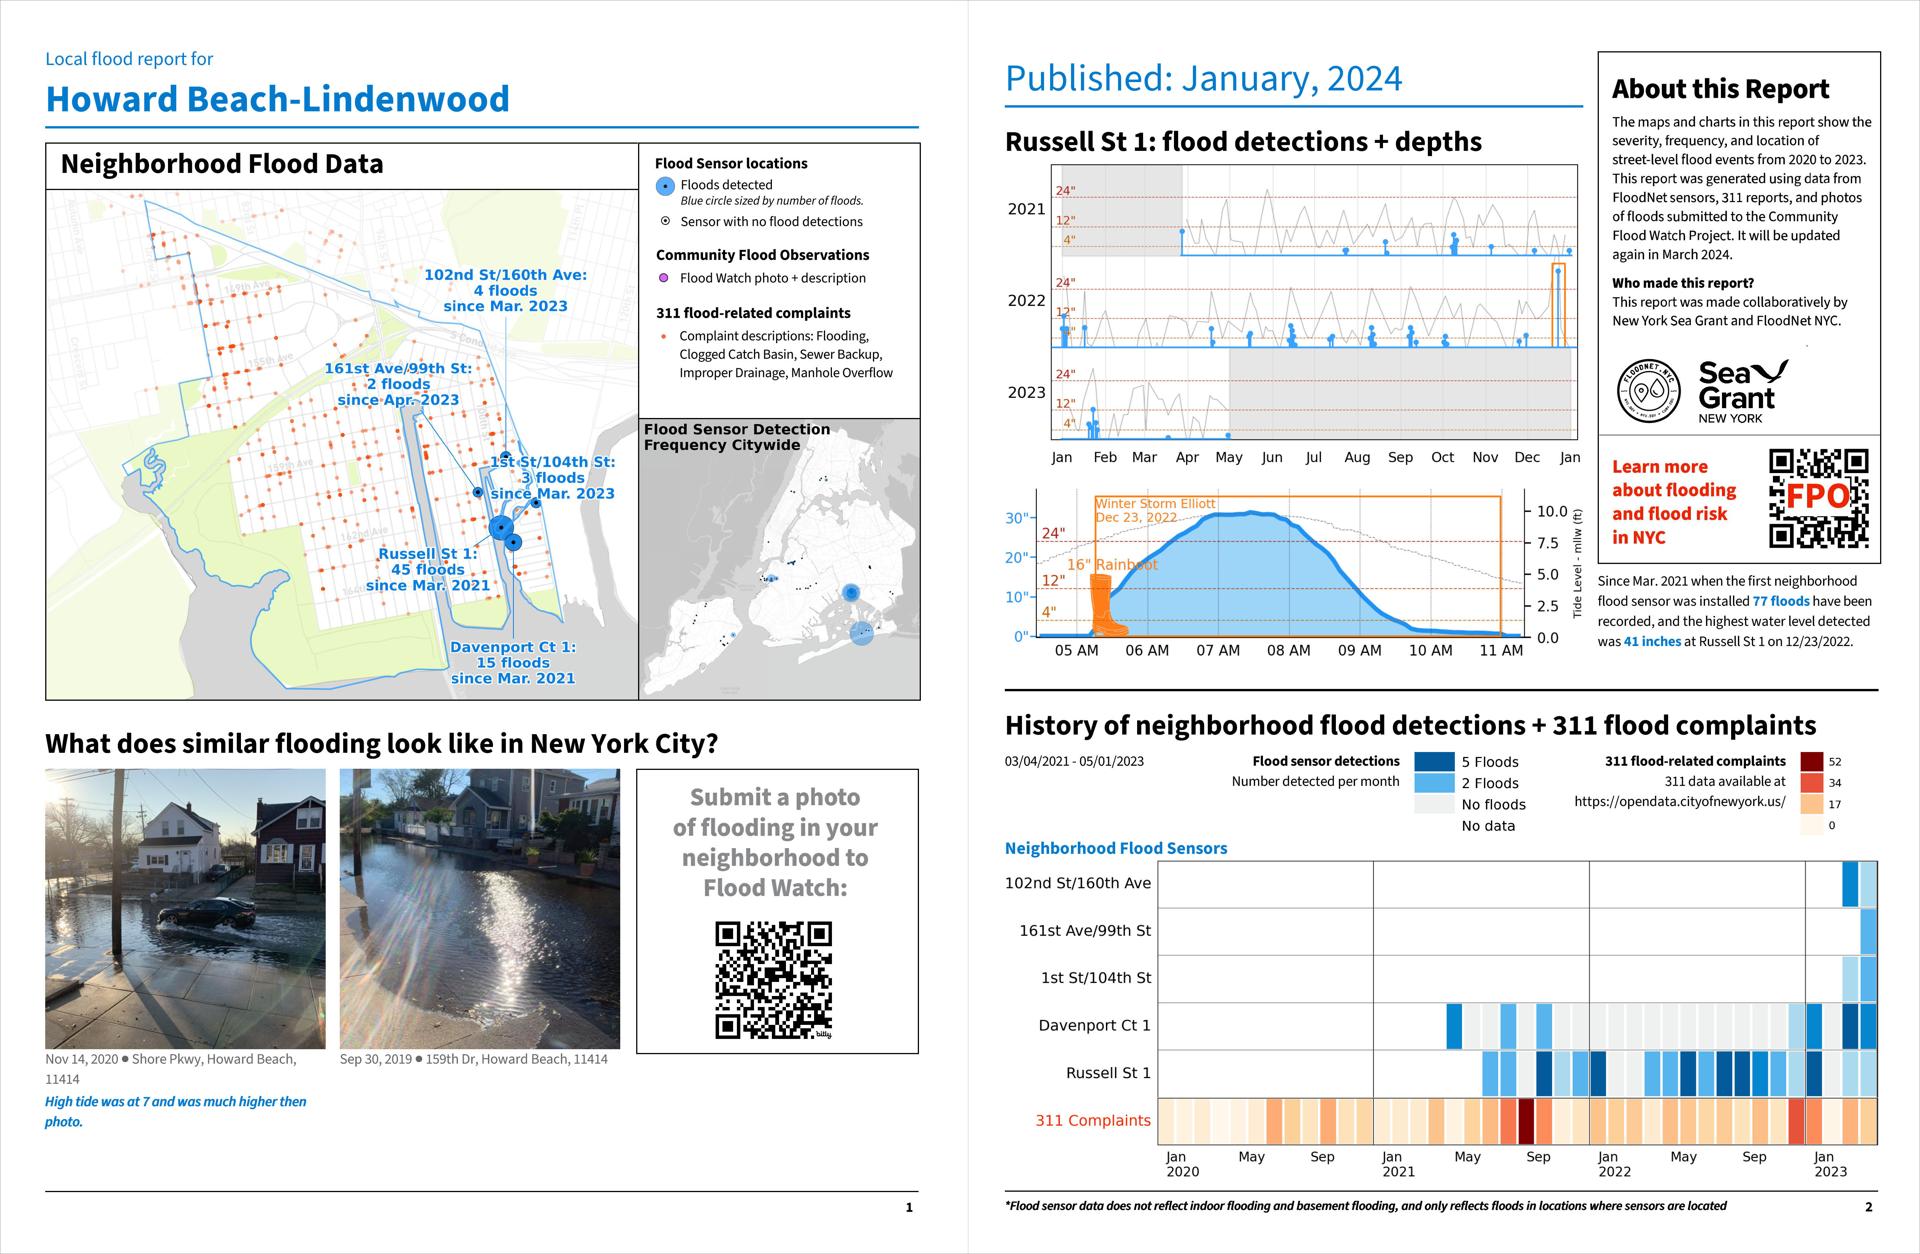 Local flood report for
Howard Beach-Lindenwood
Neighborhood Flood Data
149th Ave
155th Ave
159th Ave
162nd Ave
102nd St/160th Ave:
4 floods
since Mar. 2023
161st Ave/99th St:
2 floods
since Apr. 2023
1st St/104th St:
3 floods
since Mar. 2023
Russell St 1:
45 floods
since Mar. 2021
Davenport Ct 1:
15 floods
since Mar. 2021
Flood Sensor locations
Floods detected
Blue circle sized by number of floods.
Sensor with no flood detections
Community Flood Observations
Flood Watch photo + description
311 flood-related complaints
Complaint descriptions: Flooding,
Clogged Catch Basin, Sewer Backup,
Improper Drainage, Manhole Overflow
Flood Sensor Detection
Frequency Citywide
What does similar flooding look like in New York City?
Nov 14, 2020 ● Shore Pkwy, Howard Beach,
11414
High tide was at 7 and was much higher then
photo.
Sep 30, 2019 ● 159th Dr, Howard Beach, 11414
Submit a photo
of flooding in your
neighborhood to
Flood Watch:
bitly
1
Published: January, 2024
Russell St 1: flood detections + depths
2021
24"
12"
4"
2022
24"
12"
4"
2023
24"
12"
4"
Jan Feb Mar Apr May Jun Jul Aug Sep Oct Nov Dec Jan
Winter Storm Elliott
Dec 23, 2022
16" Rainboot
30"
20"
10"
0"
24"
12"
4"
10.0
7.5
5.0
2.5
0.0
Tide Level - mllw (ft)
05 AM 06 AM 07 AM 08 AM 09 AM 10 AM 11 AM
About this Report
The maps and charts in this report show the
severity, frequency, and location of
street-level flood events from 2020 to 2023.
This report was generated using data from
FloodNet sensors, 311 reports, and photos
of floods submitted to the Community
Flood Watch Project. It will be updated
again in March 2024.
Who made this report?
This report was made collaboratively by
New York Sea Grant and FloodNet NYC.
FLOODNET.NYC
Sea
Grant
NEW YORK
Learn more
about flooding
and flood risk
in NYC
FPO
Since Mar. 2021 when the first neighborhood
flood sensor was installed 77 floods have been
recorded, and the highest water level detected
was 41 inches at Russell St 1 on 12/23/2022.
History of neighborhood flood detections + 311 flood complaints
03/04/2021 - 05/01/2023
Flood sensor detections
Number detected per month
5 Floods
2 Floods
No floods
No data
311 flood-related complaints
311 data available at
https://opendata.cityofnewyork.us/
52
34
17
0
Neighborhood Flood Sensors
102nd St/160th Ave
161st Ave/99th St
1st St/104th St
Davenport Ct 1
Russell St 1
311 Complaints
Jan May Sep Jan May Sep Jan May Sep Jan
2020 2021 2022 2023
*Flood sensor data does not reflect indoor flooding and basement flooding, and only reflects floods in locations where sensors are located
2